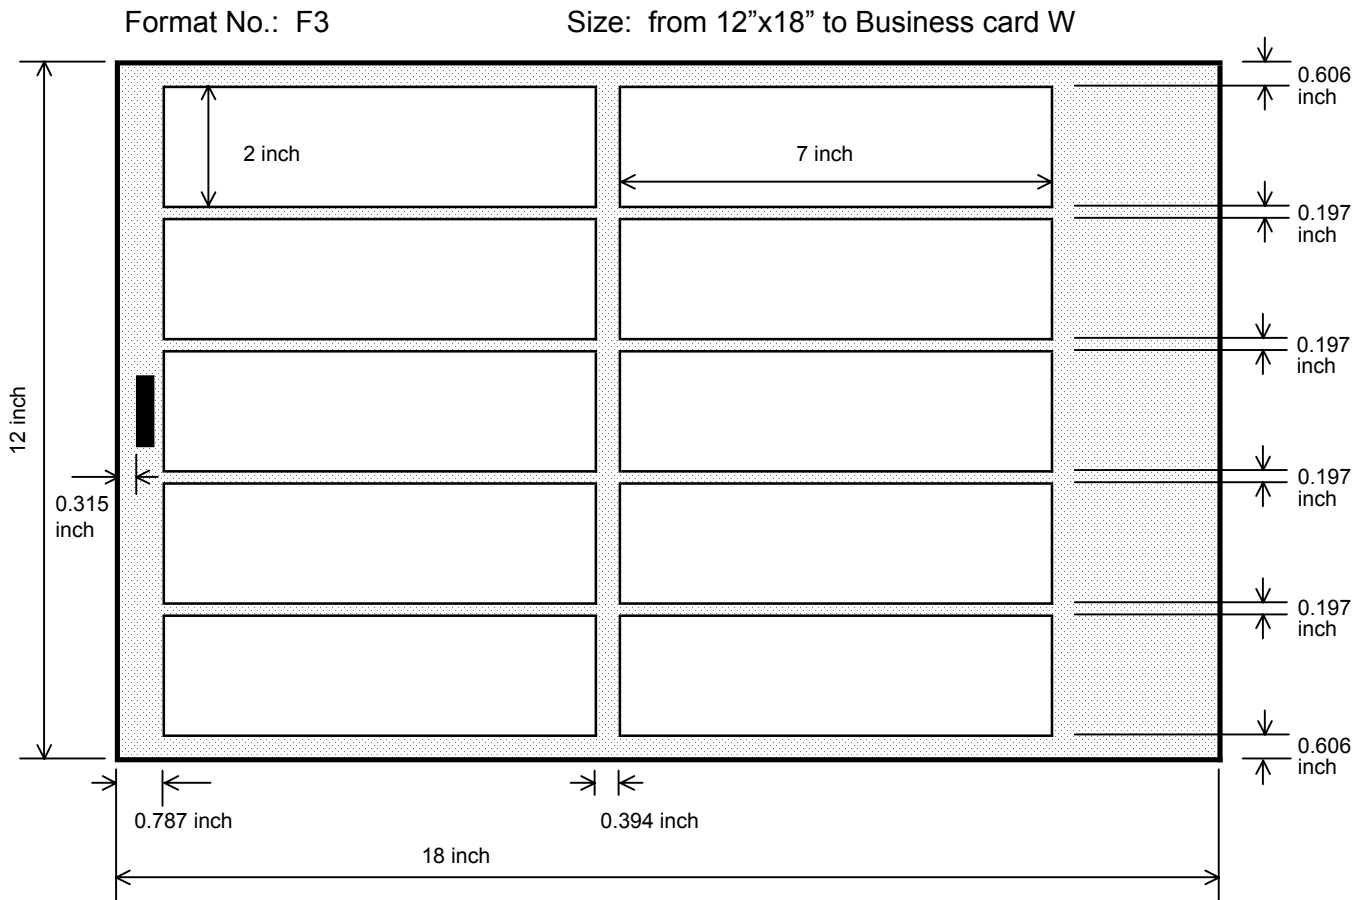 Format No.: F3
Size: from 12”x18” to Business card W
0.606
inch
2 inch
7 inch
0.197
inch
0.197
inch
12 inch
0.315
inch
0.197
inch
0.197
inch
0.606
inch
0.787 inch
0.394 inch
18 inch